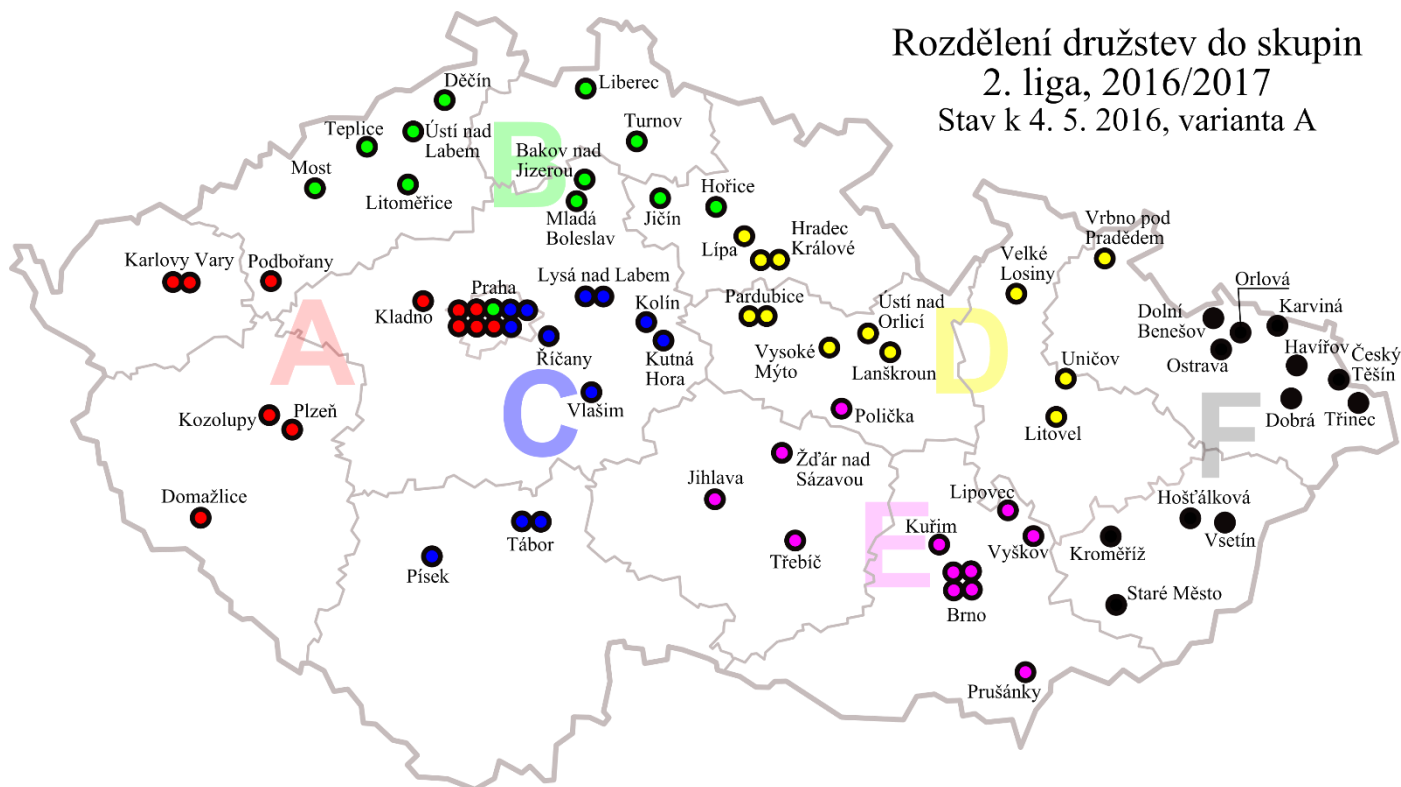 Rozdělení družstev do skupin
2. liga, 2016/2017
Stav k 4. 5. 2016, varianta A
Děčín
Liberec
Teplice
Ústí nad
Labem
Turnov
B
Most
Litoměřice
Bakov nad
Jizerou
Mladá
Boleslav
Jičín
Hořice
Lípa
Hradec
Králové
Velké
Losiny
Vrbno pod
Pradědem
Karlovy Vary
Podbořany
A
Kladno
Praha
Lysá nad Labem
Kolín
Kutná
Hora
Říčany
Vlašim
C
Pardubice
Ústí nad
Orlicí
Vysoké
Mýto
Lanškroun
D
Polička
Uničov
Litovel
Dolní
Benešov
Orlová
Karviná
Ostrava
Havířov
Český
Těšín
Dobrá
Třinec
F
Kozolupy
Plzeň
Domažlice
Písek
Tábor
Jihlava
Žďár nad
Sázavou
Třebíč
E
Lipovec
Kuřim
Vyškov
Brno
Prušánky
Hošťálková
Vsetín
Kroměříž
Staré Město